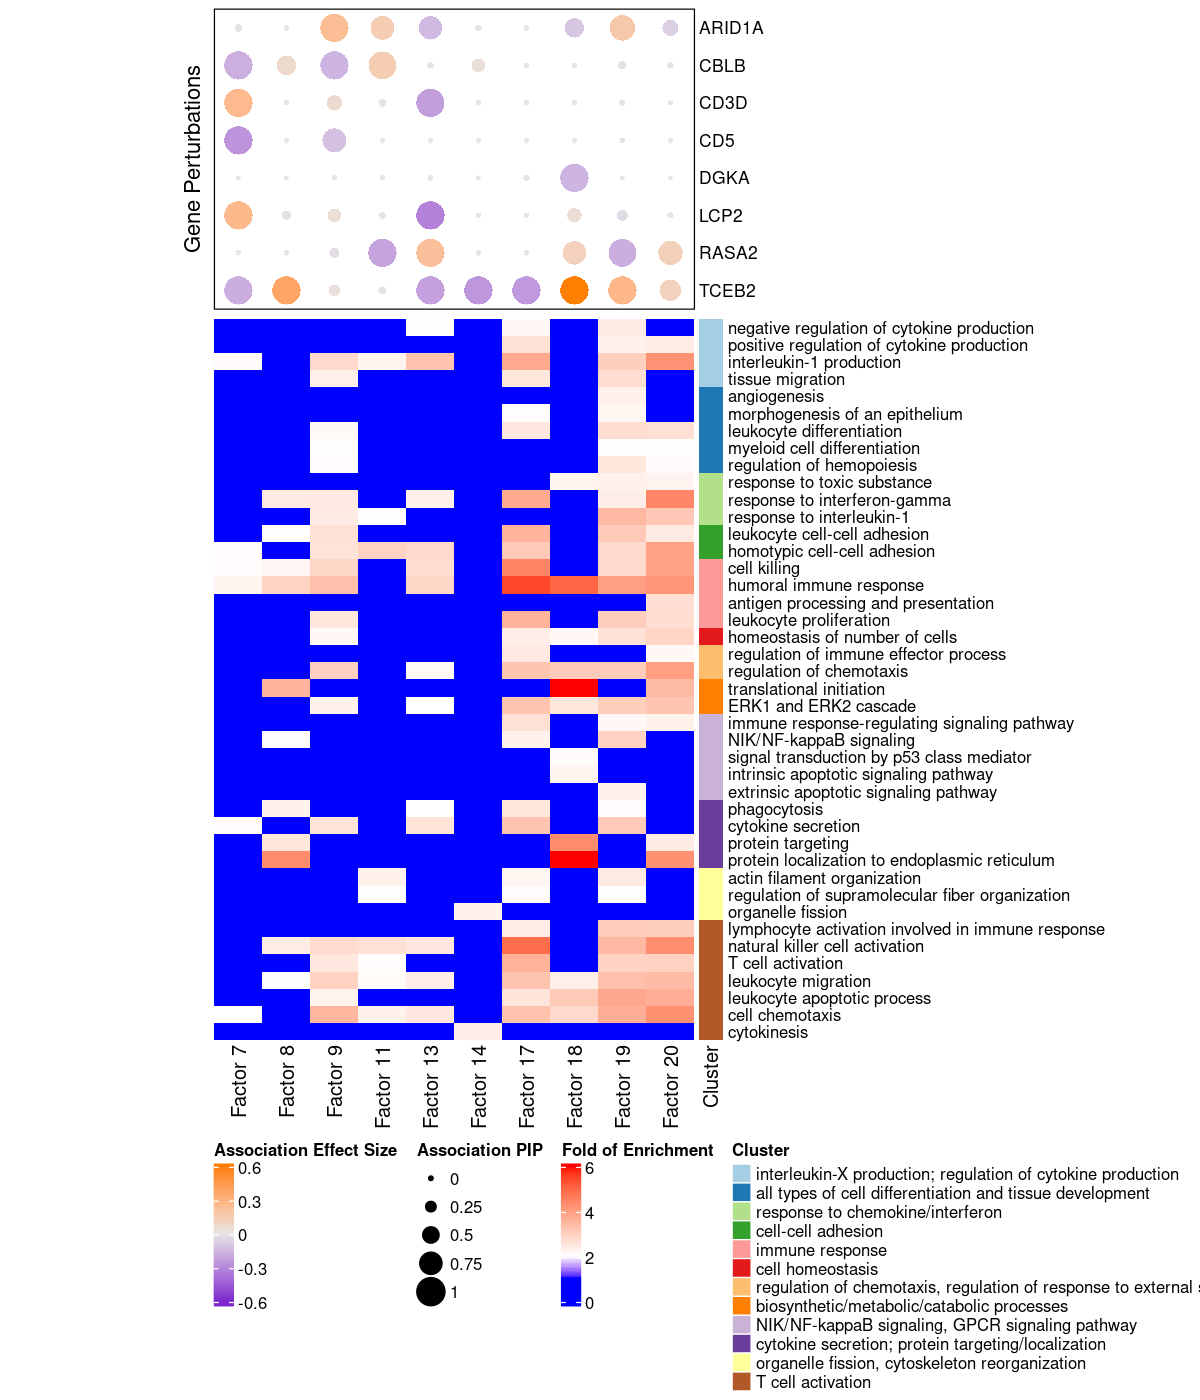 Gene Perturbations
ARID1A
CBLB
CD3D
CD5
DGKA
LCP2
RASA2
TCEB2
negative regulation of cytokine production
positive regulation of cytokine production
interleukin-1 production
tissue migration
angiogenesis
morphogenesis of an epithelium
leukocyte differentiation
myeloid cell differentiation
regulation of hemopoiesis
response to toxic substance
response to interferon-gamma
response to interleukin-1
leukocyte cell-cell adhesion
homotypic cell-cell adhesion
cell killing
humoral immune response
antigen processing and presentation
leukocyte proliferation
homeostasis of number of cells
regulation of immune effector process
regulation of chemotaxis
translational initiation
ERK1 and ERK2 cascade
immune response-regulating signaling pathway
NIK/NF-kappaB signaling
signal transduction by p53 class mediator
intrinsic apoptotic signaling pathway
extrinsic apoptotic signaling pathway
phagocytosis
cytokine secretion
protein targeting
protein localization to endoplasmic reticulum
actin filament organization
regulation of supramolecular fiber organization
organelle fission
lymphocyte activation involved in immune response
natural killer cell activation
T cell activation
leukocyte migration
leukocyte apoptotic process
cell chemotaxis
cytokinesis
Factor 7
Factor 8
Factor 9
Factor 11
Factor 13
Factor 14
Factor 17
Factor 18
Factor 19
Factor 20
Cluster
Association Effect Size
0.6
0.3
0
-0.3
-0.6
Association PIP
0
0.25
0.5
0.75
1
Fold of Enrichment
6
4
2
0
Cluster
interleukin-X production; regulation of cytokine production
all types of cell differentiation and tissue development
response to chemokine/interferon
cell-cell adhesion
immune response
cell homeostasis
regulation of chemotaxis, regulation of response to external
biosynthetic/metabolic/catabolic processes
NIK/NF-kappaB signaling, GPCR signaling pathway
cytokine secretion; protein targeting/localization
organelle fission, cytoskeleton reorganization
T cell activation